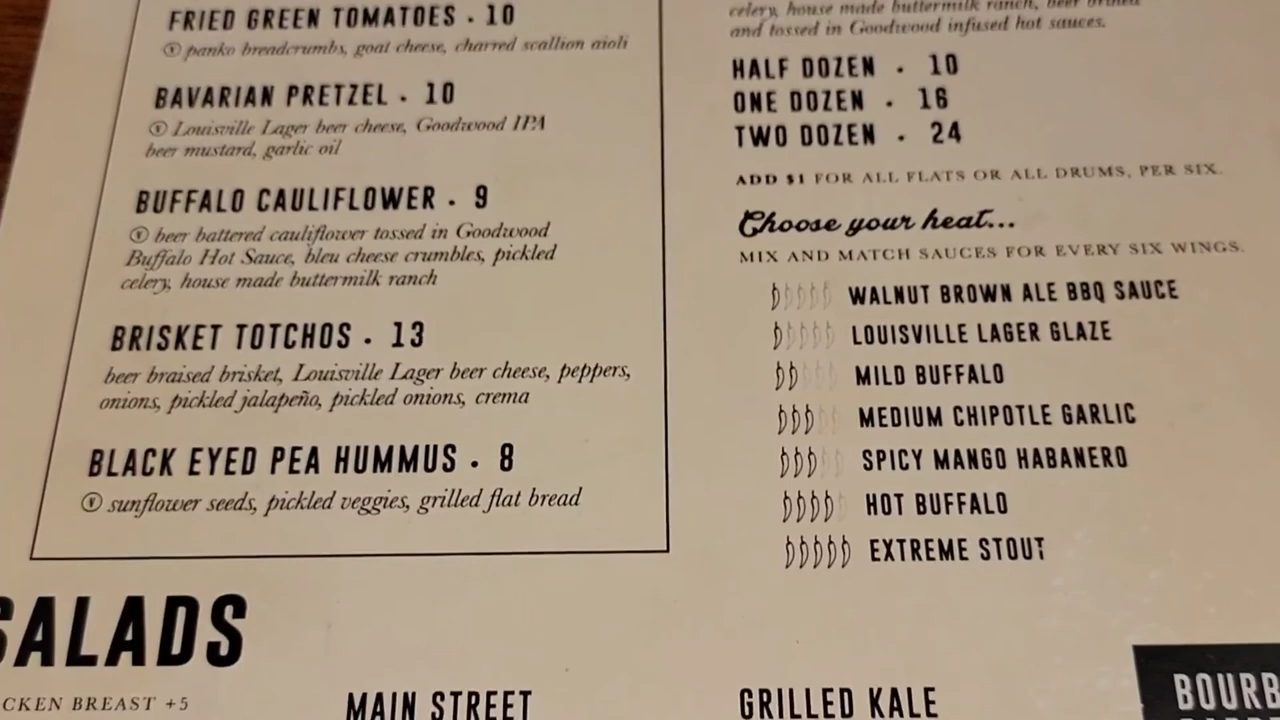 FRIED GREEN TOMATOES . 10
Ⓥ panko breadcrumbs, goat cheese, charred scallion aioli
BAVARIAN PRETZEL . 10
Ⓥ Louisville Lager beer cheese, Goodwood IPA
beer mustard, garlic oil
BUFFALO CAULIFLOWER . 9
Ⓥ beer battered cauliflower tossed in Goodwood
Buffalo Hot Sauce, bleu cheese crumbles, pickled
celery, house made buttermilk ranch
BRISKET TOTCHOS . 13
beer braised brisket, Louisville Lager beer cheese, peppers,
onions, pickled jalapeño, pickled onions, crema
BLACK EYED PEA HUMMUS . 8
Ⓥ sunflower seeds, pickled veggies, grilled flat bread
celery, house made buttermilk ranch, beer brined
and tossed in Goodwood infused hot sauces.
HALF DOZEN . 10
ONE DOZEN . 16
TWO DOZEN . 24
ADD $1 FOR ALL FLATS OR ALL DRUMS, PER SIX.
Choose your heat...
MIX AND MATCH SAUCES FOR EVERY SIX WINGS.
WALNUT BROWN ALE BBQ SAUCE
LOUISVILLE LAGER GLAZE
MILD BUFFALO
MEDIUM CHIPOTLE GARLIC
SPICY MANGO HABANERO
HOT BUFFALO
EXTREME STOUT
SALADS
CKEN BREAST +5
MAIN STREET
GRILLED KALE
BOURB